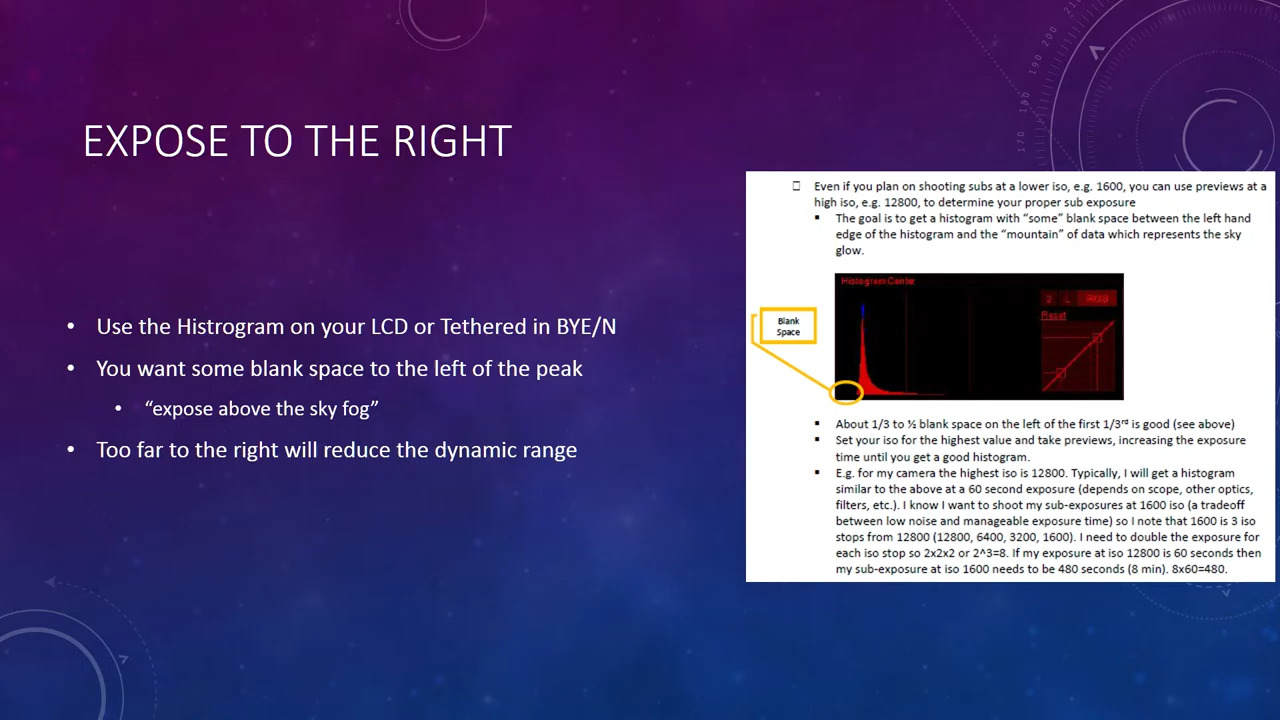 EXPOSE TO THE RIGHT
• Use the Histrogram on your LCD or Tethered in BYE/N
• You want some blank space to the left of the peak
• “expose above the sky fog”
• Too far to the right will reduce the dynamic range
Even if you plan on shooting subs at a lower iso, e.g. 1600, you can use previews at a
high iso, e.g. 12800, to determine your proper sub exposure
▪ The goal is to get a histogram with “some” blank space between the left hand
edge of the histogram and the “mountain” of data which represents the sky
glow.
Histogram Center
2 L RGB
Reset
Blank
Space
▪ About 1/3 to ½ blank space on the left of the first 1/3rd is good (see above)
▪ Set your iso for the highest value and take previews, increasing the exposure
time until you get a good histogram.
▪ E.g. for my camera the highest iso is 12800. Typically, I will get a histogram
similar to the above at a 60 second exposure (depends on scope, other optics,
filters, etc.). I know I want to shoot my sub-exposures at 1600 iso (a tradeoff
between low noise and manageable exposure time) so I note that 1600 is 3 iso
stops from 12800 (12800, 6400, 3200, 1600). I need to double the exposure for
each iso stop so 2x2x2 or 2^3=8. If my exposure at iso 12800 is 60 seconds then
my sub-exposure at iso 1600 needs to be 480 seconds (8 min). 8x60=480.
170
180
190
200